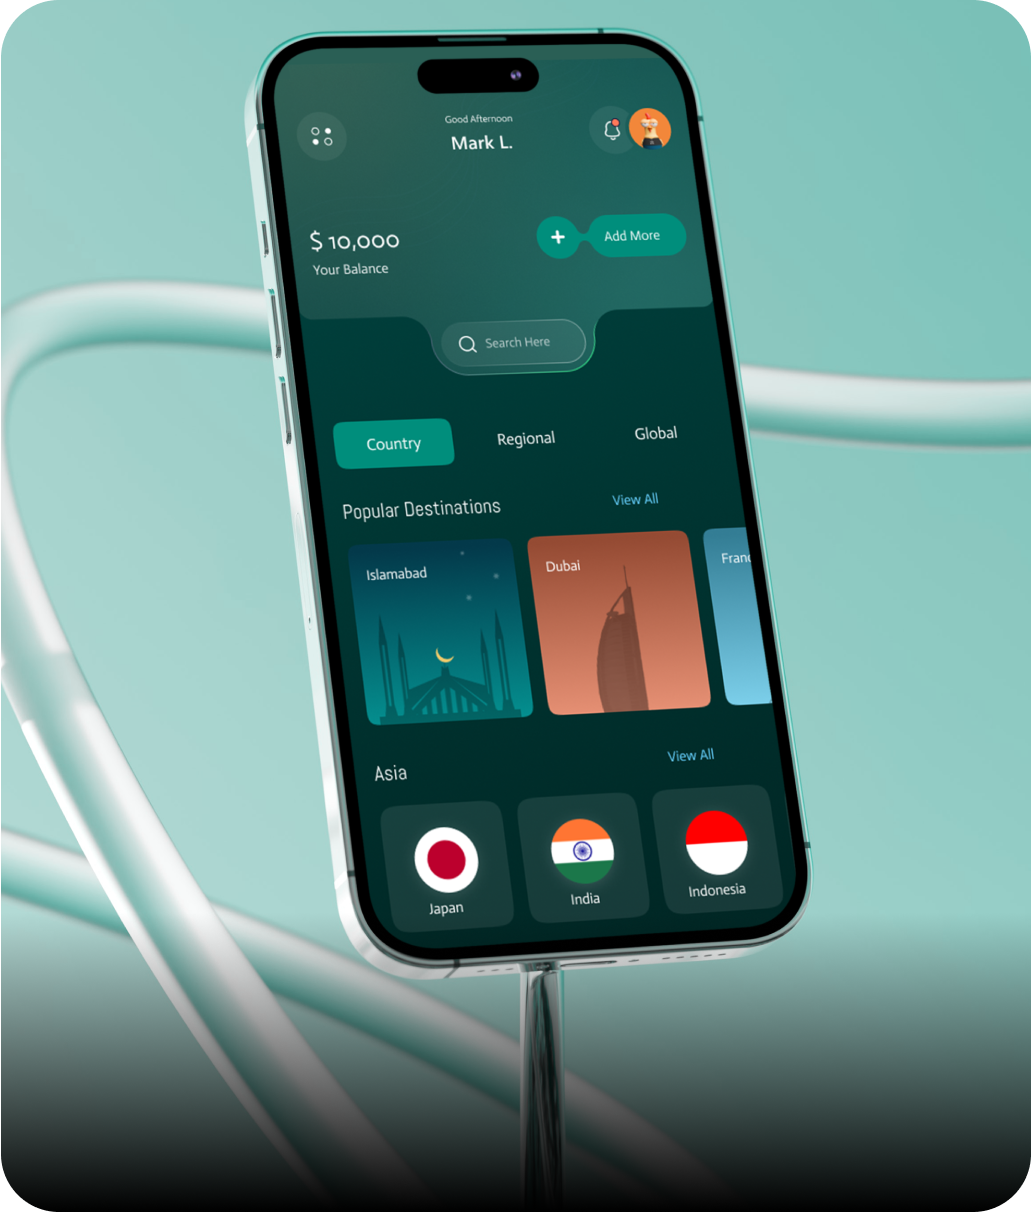 Good Afternoon
Mark L.
$ 10,000
Your Balance
Add More
Search Here
Country
Regional
Global
Popular Destinations
View All
Islamabad
Dubai
Asia
View All
Japan
India
Indonesia